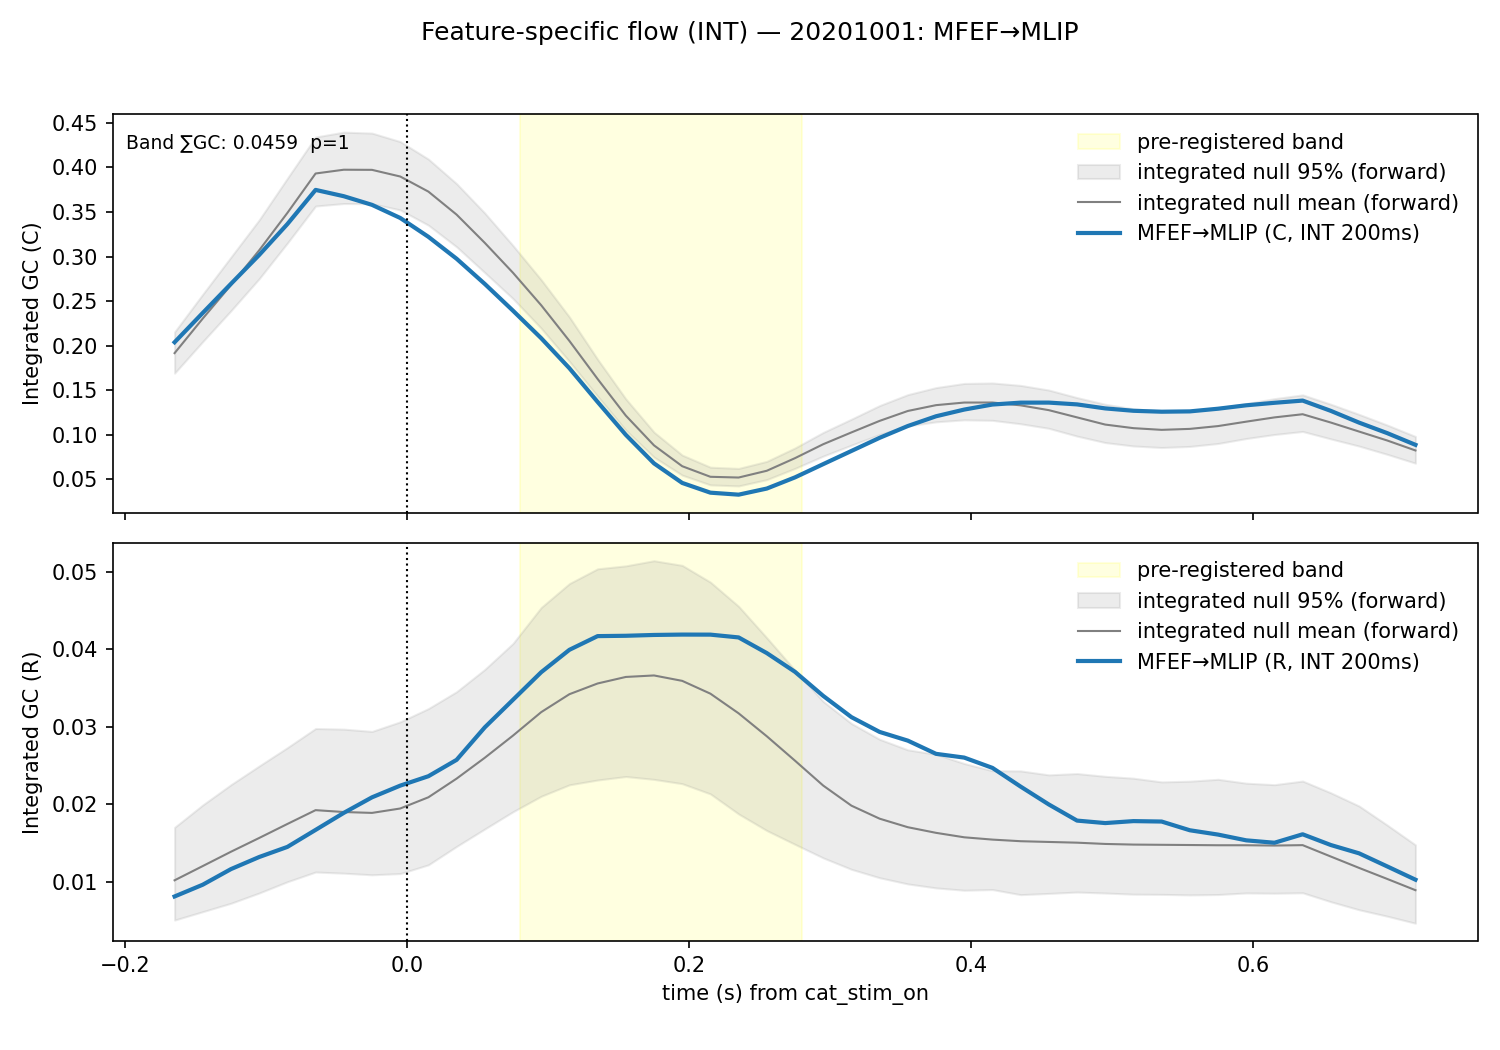 Feature-specific flow (INT) — 20201001: MFEF→MLIP
Band ∑GC: 0.0459  p=1
pre-registered band
integrated null 95% (forward)
integrated null mean (forward)
MFEF→MLIP (C, INT 200ms)
Integrated GC (C)
0.45
0.40
0.35
0.30
0.25
0.20
0.15
0.10
0.05
pre-registered band
integrated null 95% (forward)
integrated null mean (forward)
MFEF→MLIP (R, INT 200ms)
Integrated GC (R)
0.05
0.04
0.03
0.02
0.01
−0.2
0.0
0.2
0.4
0.6
time (s) from cat_stim_on